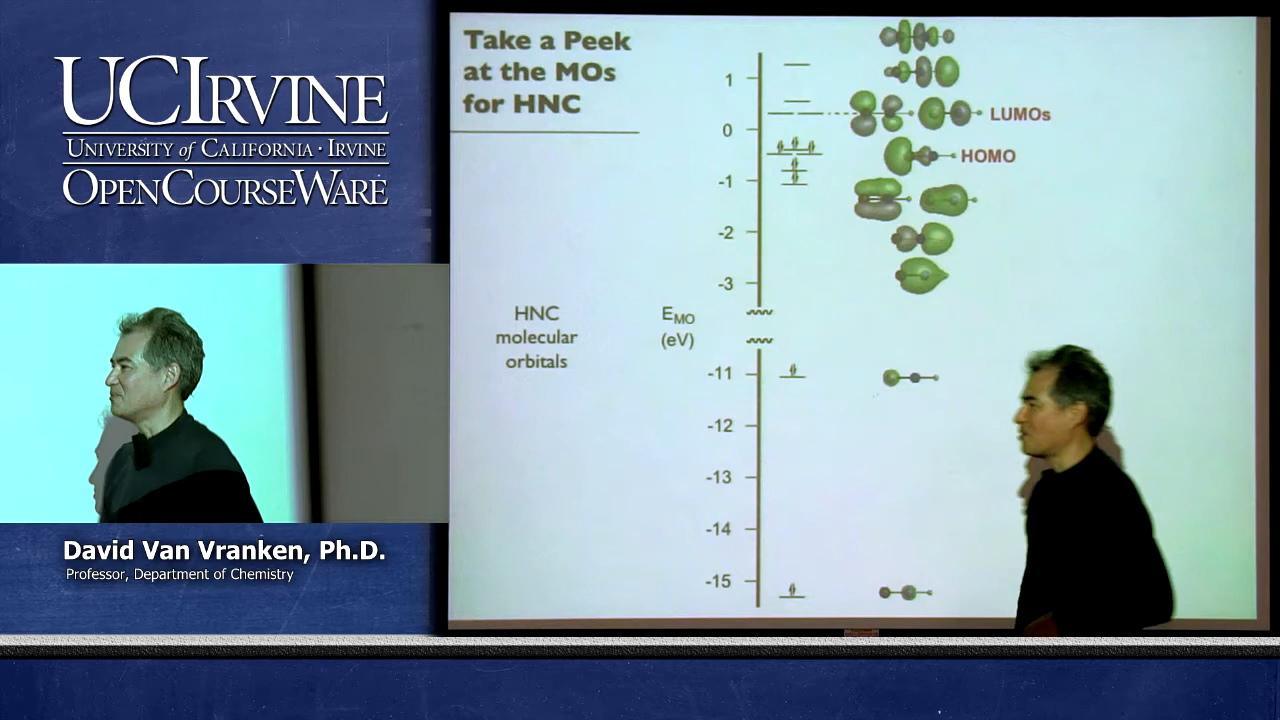 UCIRVINE
UNIVERSITY of CALIFORNIA · IRVINE
OPENCOURSEWARE
David Van Vranken, Ph.D.
Professor, Department of Chemistry
Take a Peek
at the MOs
for HNC
HNC
molecular
orbitals
E_MO
(eV)
1
0
-1
-2
-3
-11
-12
-13
-14
-15
LUMOs
HOMO